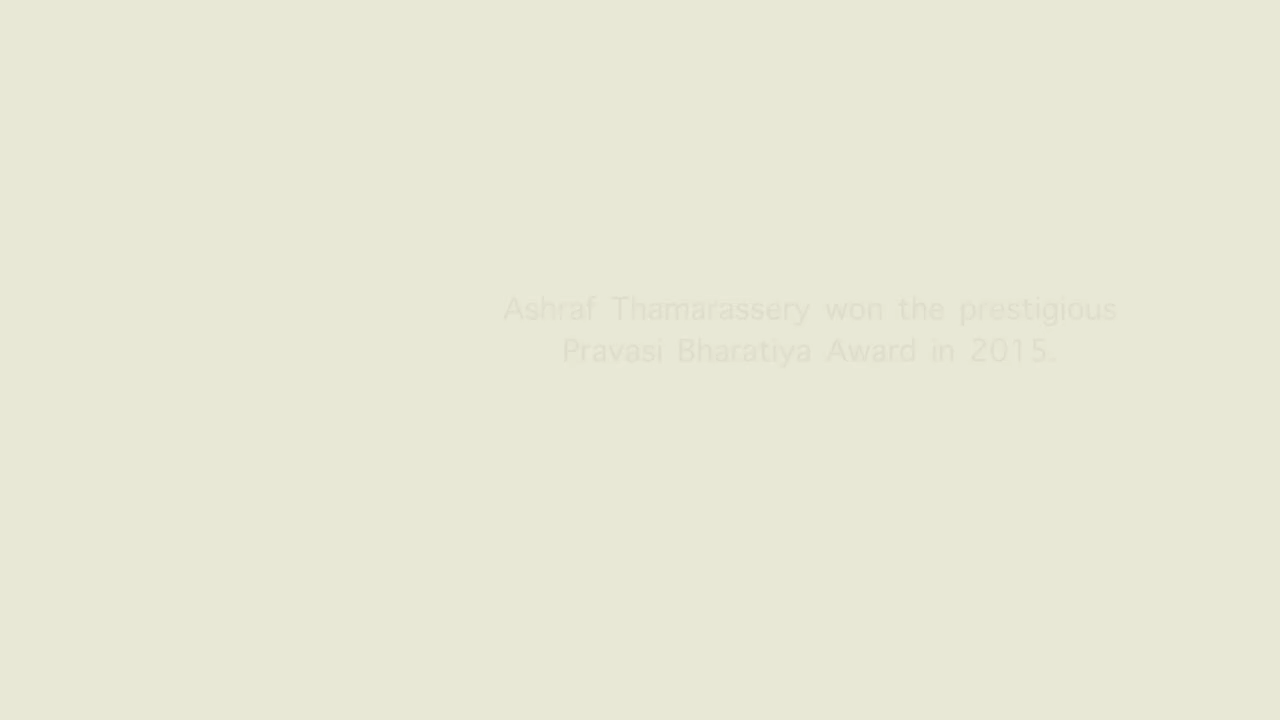 Ashraf Thamarassery won the prestigious
Pravasi Bharatiya Award in 2015.